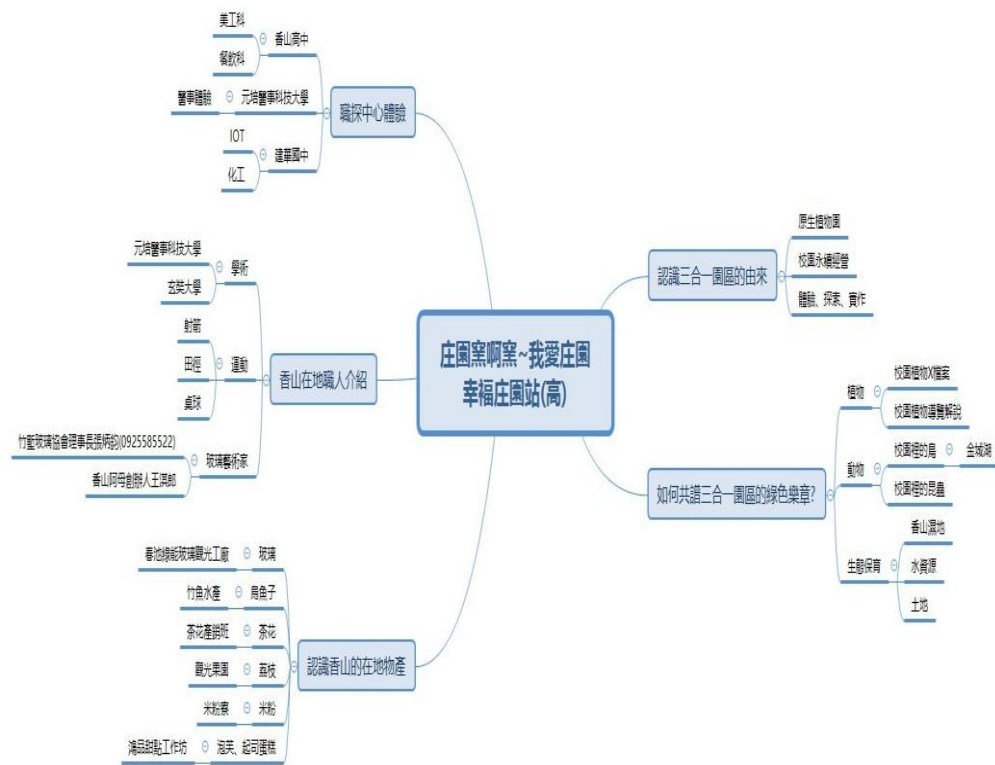 庄園窯啊窯~我愛庄園
幸福庄園站(高)
認識三合一園區的由來
原生植物園
校園永續經營
體驗、探索、實作
如何共譜三合一園區的綠色樂章?
植物
校園植物X檔案
校園植物導覽解說
動物
校園裡的鳥
金城湖
校園裡的昆蟲
生態保育
香山濕地
水資源
土地
職探中心體驗
香山高中
美工科
餐飲科
元培醫事科技大學
醫事體驗
建華國中
IOT
化工
香山在地職人介紹
學術
元培醫事科技大學
玄奘大學
運動
射箭
田徑
桌球
玻璃藝術家
竹塹玻璃協會理事長張炳鈞(0925585522)
香山阿母創辦人王淇郎
認識香山的在地物產
玻璃
春池綠能玻璃觀光工廠
烏魚子
竹魚水產
茶花
茶花產銷班
荔枝
觀光果園
米粉
米粉寮
泡芙、起司蛋糕
鴻品甜點工作坊